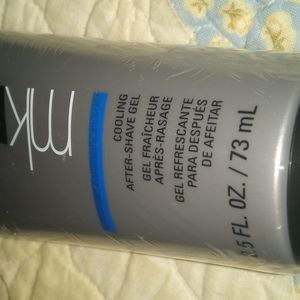 mk
COOLING
AFTER-SHAVE GEL
GEL FRAÎCHEUR
APRÈS-RASAGE
GEL REFRESCANTE
PARA DESPUÉS
DE AFEITAR
2.5 FL. OZ. / 73 mL